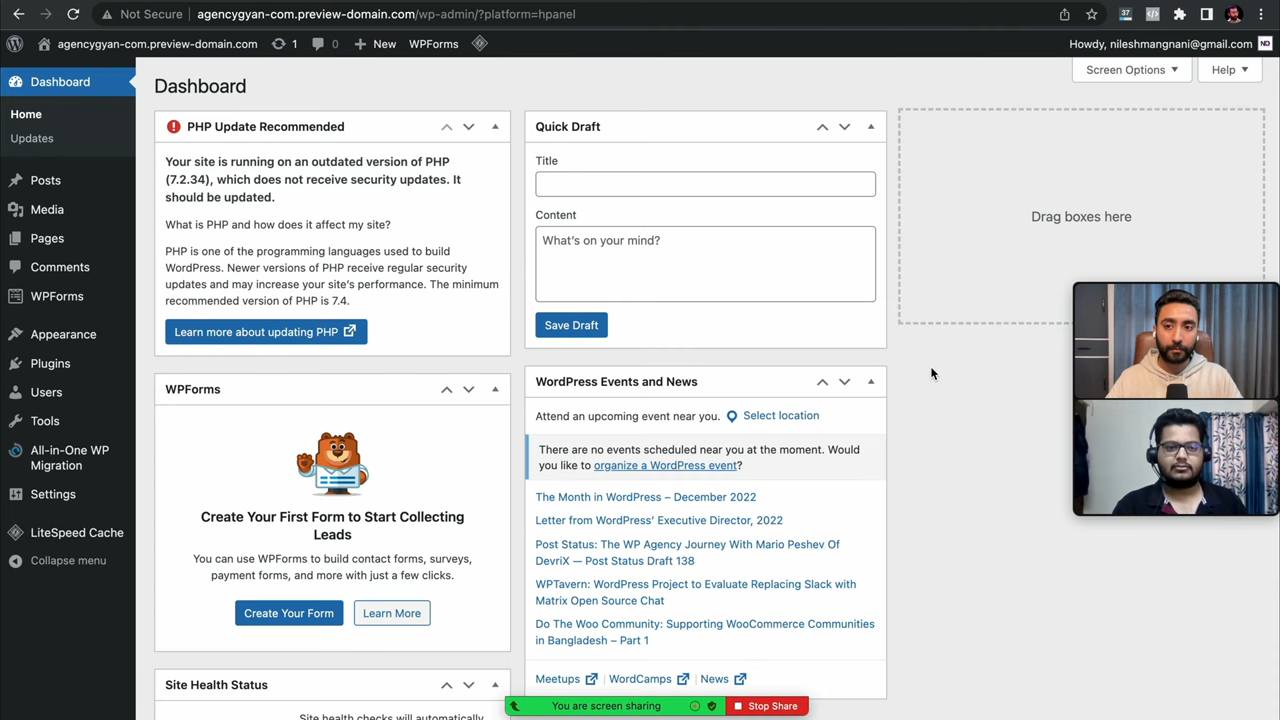 Not Secure
agencygyan-com.preview-domain.com/wp-admin/?platform=hpanel
37
agencygyan-com.preview-domain.com
1
0
+ New
WPForms
Howdy, nileshmangnani@gmail.com
ND
Dashboard
Home
Updates
Posts
Media
Pages
Comments
WPForms
Appearance
Plugins
Users
Tools
All-in-One WP
Migration
Settings
LiteSpeed Cache
Collapse menu
Dashboard
Screen Options
Help
PHP Update Recommended
Your site is running on an outdated version of PHP
(7.2.34), which does not receive security updates. It
should be updated.
What is PHP and how does it affect my site?
PHP is one of the programming languages used to build
WordPress. Newer versions of PHP receive regular security
updates and may increase your site's performance. The minimum
recommended version of PHP is 7.4.
Learn more about updating PHP
WPForms
Create Your First Form to Start Collecting
Leads
You can use WPForms to build contact forms, surveys,
payment forms, and more with just a few clicks.
Create Your Form
Learn More
Site Health Status
Site health checks will automatically
Quick Draft
Title
Content
What's on your mind?
Save Draft
WordPress Events and News
Attend an upcoming event near you.
Select location
There are no events scheduled near you at the moment. Would
you like to organize a WordPress event?
The Month in WordPress – December 2022
Letter from WordPress' Executive Director, 2022
Post Status: The WP Agency Journey With Mario Peshev Of
DevriX — Post Status Draft 138
WPTavern: WordPress Project to Evaluate Replacing Slack with
Matrix Open Source Chat
Do The Woo Community: Supporting WooCommerce Communities
in Bangladesh – Part 1
Meetups | WordCamps | News
Drag boxes here
You are screen sharing
Stop Share